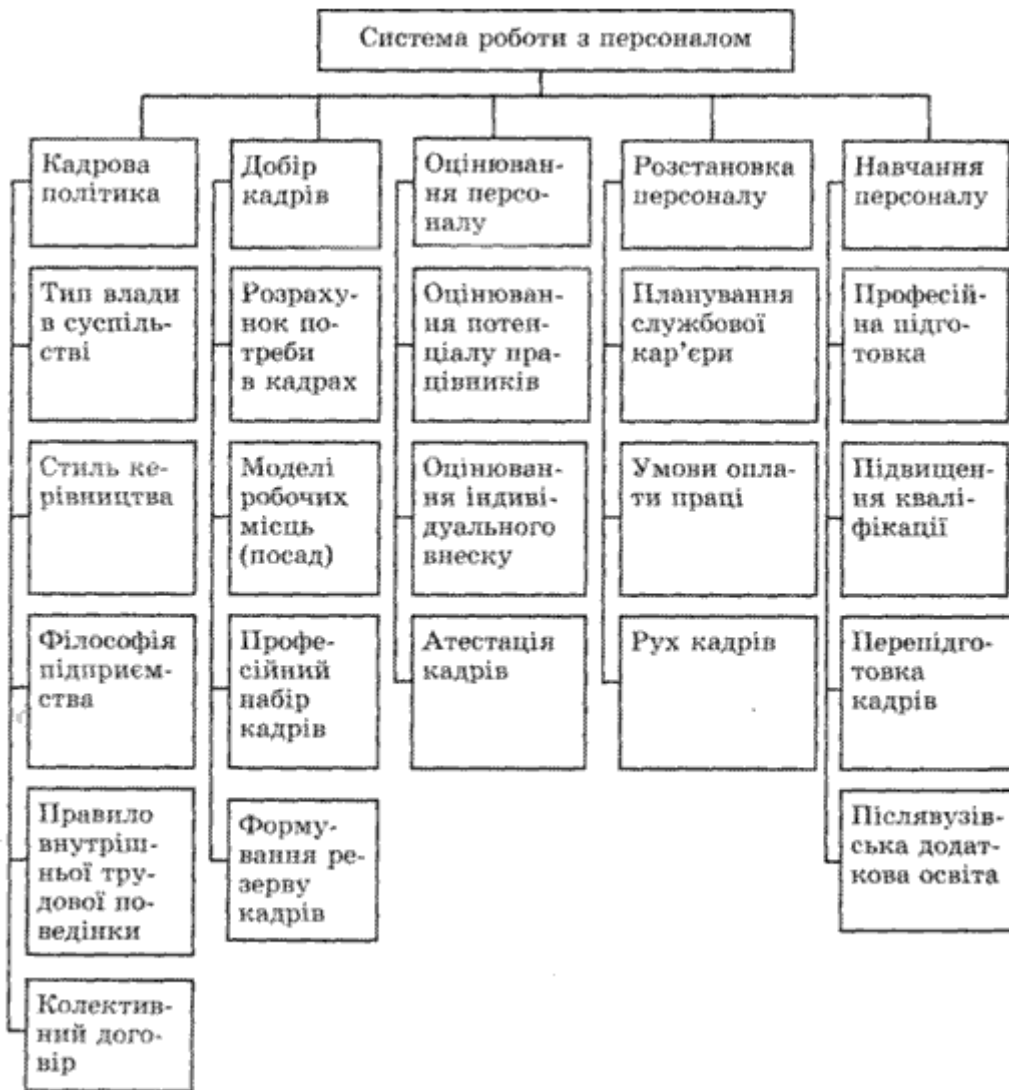 Система роботи з персоналом
Кадрова
політика
Тип влади
в суспіль-
стві
Стиль ке-
рівництва
Філософія
підприєм-
ства
Правило
внутріш-
ньої тру-
дової по-
ведінки
Колектив-
ний дого-
вір
Добір
кадрів
Розраху-
нок по-
треби
в кадрах
Моделі
робочих
місць
(посад)
Профе-
сійний
набір
кадрів
Форму-
вання ре-
зерву
кадрів
Оцінюван-
ня персо-
налу
Оцінюван-
ня потен-
ціалу пра-
цівників
Оцінюван-
ня індиві-
дуального
внеску
Атестація
кадрів
Розстановка
персоналу
Планування
службової
кар’єри
Умови опла-
ти праці
Рух кадрів
Навчання
персоналу
Професій-
на підго-
товка
Підвищен-
ня квалі-
фікації
Перепідго-
товка
кадрів
Післявузів-
ська додат-
кова освіта